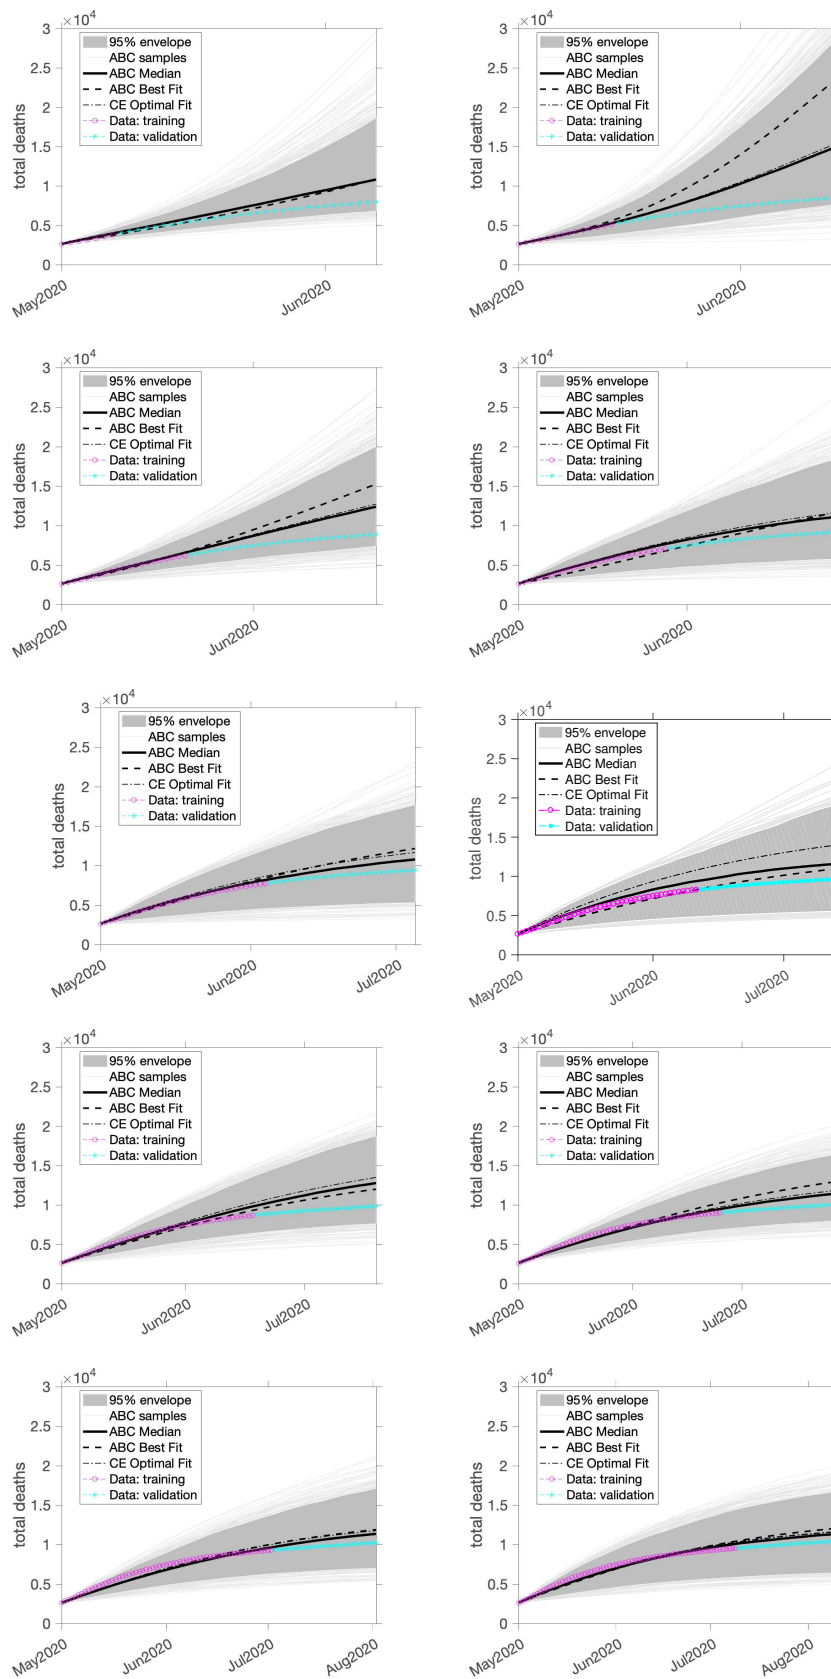 ×10⁴
3
2.5
2
1.5
1
0.5
0
total deaths
95% envelope
ABC samples
ABC Median
ABC Best Fit
CE Optimal Fit
Data: training
Data: validation
May2020
Jun2020
×10⁴
3
2.5
2
1.5
1
0.5
0
total deaths
95% envelope
ABC samples
ABC Median
ABC Best Fit
CE Optimal Fit
Data: training
Data: validation
May2020
Jun2020
×10⁴
3
2.5
2
1.5
1
0.5
0
total deaths
95% envelope
ABC samples
ABC Median
ABC Best Fit
CE Optimal Fit
Data: training
Data: validation
May2020
Jun2020
×10⁴
3
2.5
2
1.5
1
0.5
0
total deaths
95% envelope
ABC samples
ABC Median
ABC Best Fit
CE Optimal Fit
Data: training
Data: validation
May2020
Jun2020
×10⁴
3
2.5
2
1.5
1
0.5
0
total deaths
95% envelope
ABC samples
ABC Median
ABC Best Fit
CE Optimal Fit
Data: training
Data: validation
May2020
Jun2020
Jul2020
×10⁴
3
2.5
2
1.5
1
0.5
0
total deaths
95% envelope
ABC samples
ABC Median
ABC Best Fit
CE Optimal Fit
Data: training
Data: validation
May2020
Jun2020
Jul2020
×10⁴
3
2.5
2
1.5
1
0.5
0
total deaths
95% envelope
ABC samples
ABC Median
ABC Best Fit
CE Optimal Fit
Data: training
Data: validation
May2020
Jun2020
Jul2020
×10⁴
3
2.5
2
1.5
1
0.5
0
total deaths
95% envelope
ABC samples
ABC Median
ABC Best Fit
CE Optimal Fit
Data: training
Data: validation
May2020
Jun2020
Jul2020
×10⁴
3
2.5
2
1.5
1
0.5
0
total deaths
95% envelope
ABC samples
ABC Median
ABC Best Fit
CE Optimal Fit
Data: training
Data: validation
May2020
Jun2020
Jul2020
Aug2020
×10⁴
3
2.5
2
1.5
1
0.5
0
total deaths
95% envelope
ABC samples
ABC Median
ABC Best Fit
CE Optimal Fit
Data: training
Data: validation
May2020
Jun2020
Jul2020
Aug2020